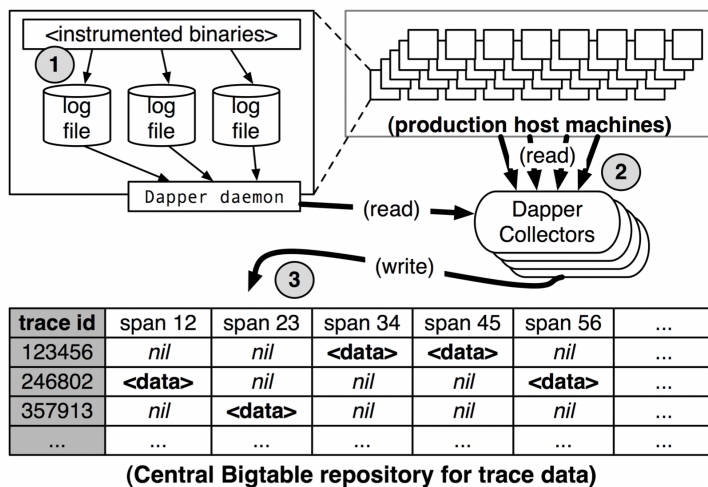 <instrumented binaries>
1
log
file
log
file
log
file
Dapper daemon
(production host machines)
(read)
2
(read)
Dapper
Collectors
(write)
3
trace id span 12 span 23 span 34 span 45 span 56 ...
123456 nil nil <data> <data> nil ...
246802 <data> nil nil nil <data> ...
357913 nil <data> nil nil nil ...
... ... ... ... ... ... ...
(Central Bigtable repository for trace data)